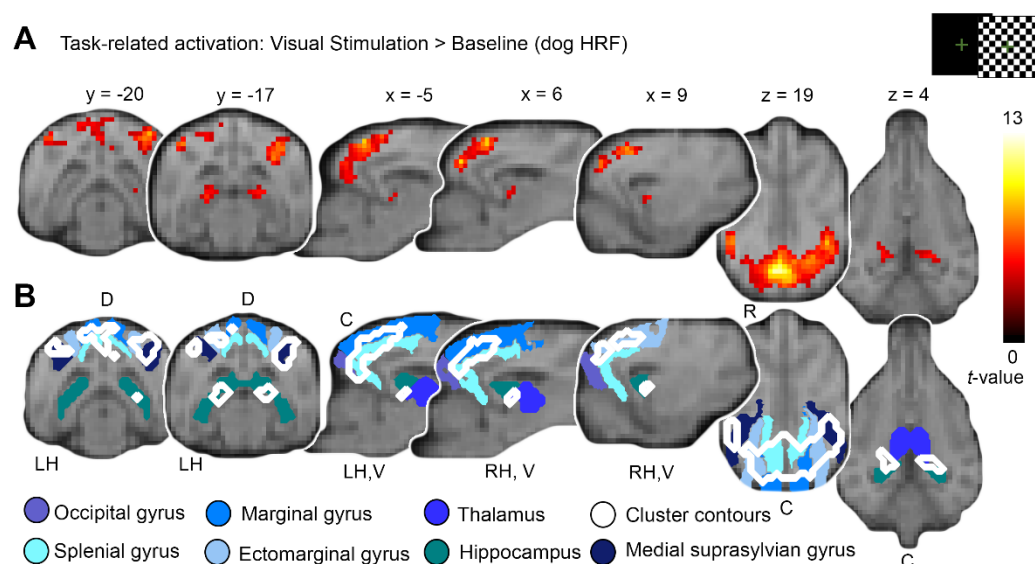 A Task-related activation: Visual Stimulation > Baseline (dog HRF)
y = -20 y = -17 x = -5 x = 6 x = 9 z = 19 z = 4
13
0
t-value
B D D C R
LH LH LH,V RH, V RH,V C C
Occipital gyrus Marginal gyrus Thalamus Cluster contours
Splenial gyrus Ectomarginal gyrus Hippocampus Medial suprasylvian gyrus